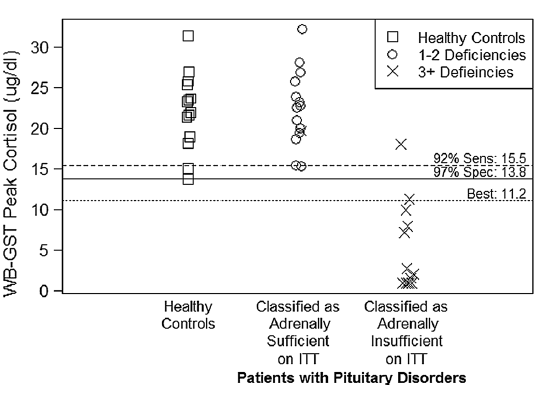 WB-GST Peak Cortisol (ug/dl)
30
25
20
15
10
5
0
Healthy Controls
1-2 Deficiencies
3+ Defieincies
92% Sens: 15.5
97% Spec: 13.8
Best: 11.2
Healthy
Controls
Classified as
Adrenally
Sufficient
on ITT
Classified as
Adrenally
Insufficient
on ITT
Patients with Pituitary Disorders